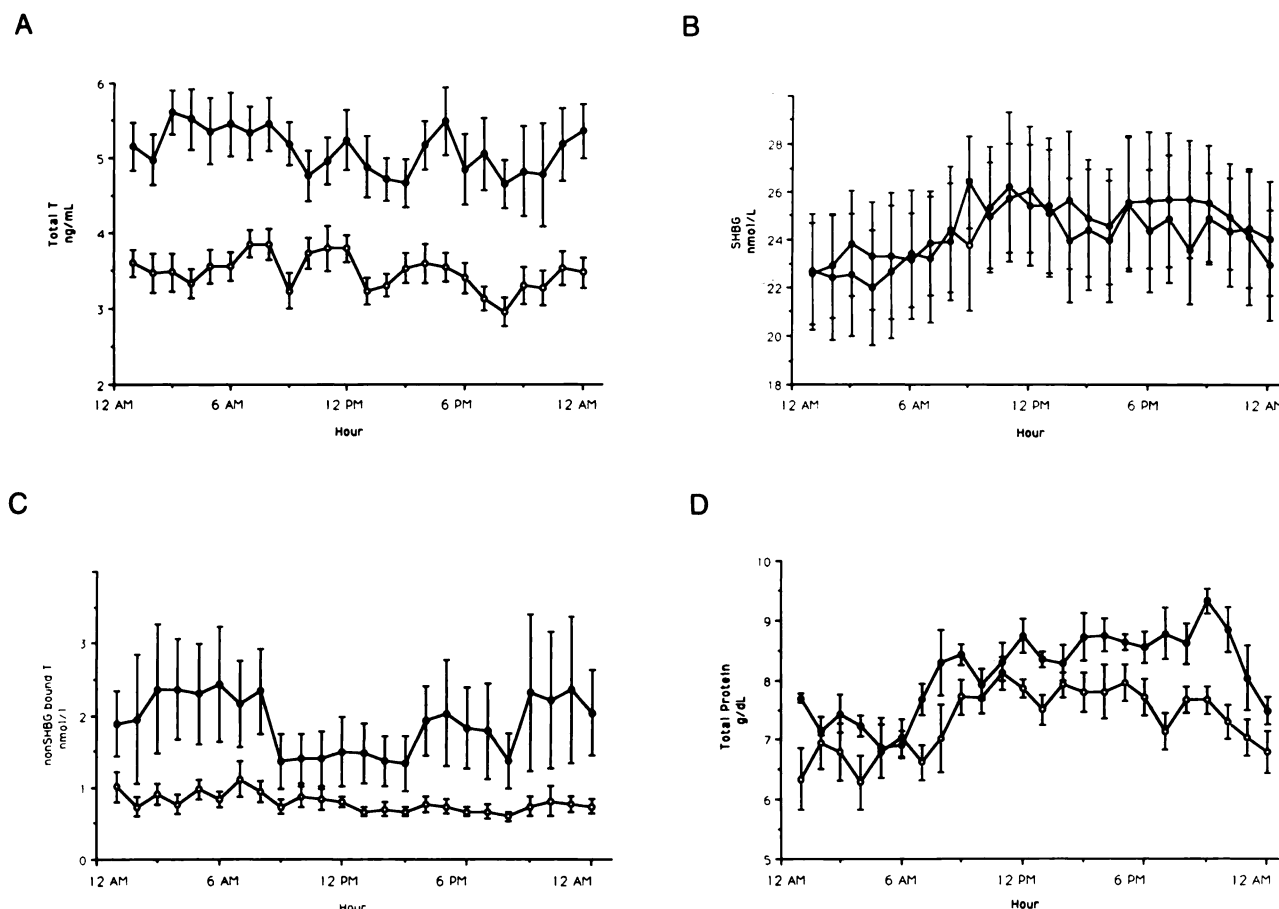 A
Total T
ng/mL
6
5
4
3
2
12 AM 6 AM 12 PM 6 PM 12 AM
Hour
B
SHBG
nmol/L
28
26
24
22
20
18
12 AM 6 AM 12 PM 6 PM 12 AM
Hour
C
nonSHBG bound T
nmol/l
3
2
1
0
12 AM 6 AM 12 PM 6 PM 12 AM
Hour
D
Total Protein
g/dL
10
9
8
7
6
5
12 AM 6 AM 12 PM 6 PM 12 AM
Hour